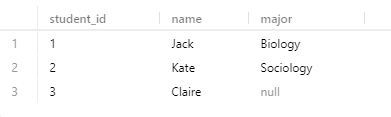 student_id name major
1 1 Jack Biology
2 2 Kate Sociology
3 3 Claire null